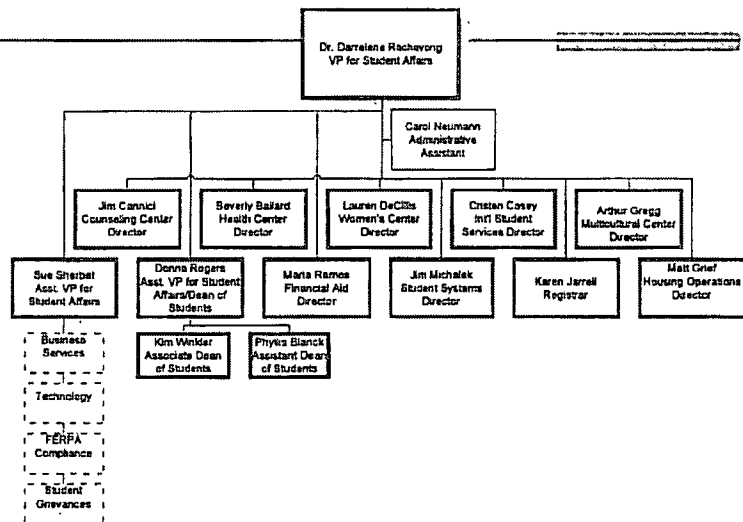 Dr. Darrelene Rachavong
VP for Student Affairs
Carol Neumann
Administrative
Assistant
Jim Cannici
Counseling Center
Director
Beverly Ballard
Health Center
Director
Lauren DeCillis
Women's Center
Director
Cristen Casey
Int'l Student
Services Director
Arthur Gregg
Multicultural Center
Director
Sue Sherbet
Asst. VP for
Student Affairs
Donna Rogers
Asst. VP for Student
Affairs/Dean of
Students
Maria Ramos
Financial Aid
Director
Jim Michalek
Student Systems
Director
Karen Jarrell
Registrar
Matt Grief
Housing Operations
Director
Business
Services
Kim Winkler
Associate Dean
of Students
Phyllis Blanck
Assistant Dean
of Students
Technology
FERPA
Compliance
Student
Grievances